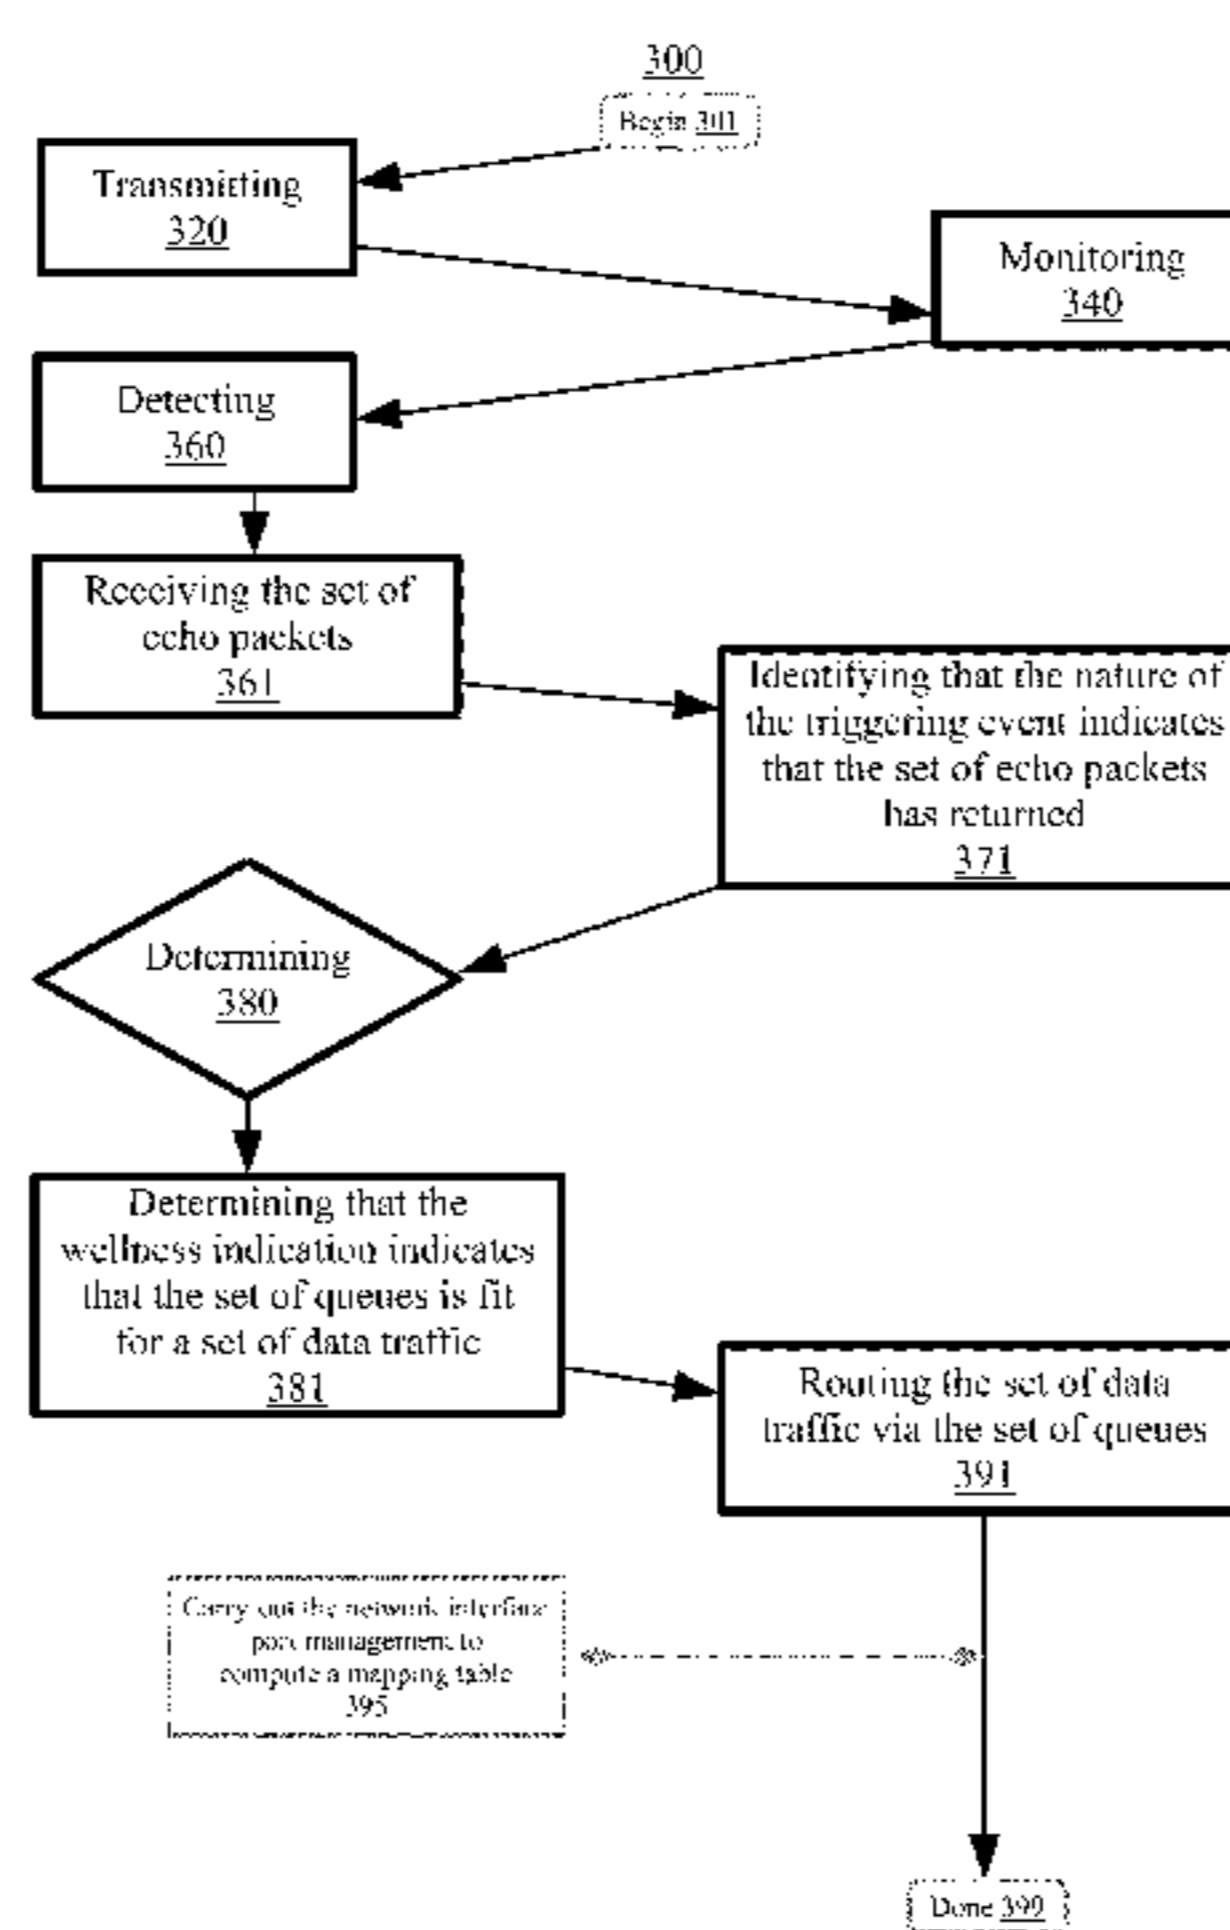 300
Begin 301
Transmitting
320
Monitoring
340
Detecting
360
Receiving the set of
echo packets
361
Identifying that the nature of
the triggering event indicates
that the set of echo packets
has returned
371
Determining
380
Determining that the
wellness indication indicates
that the set of queues is fit
for a set of data traffic
381
Routing the set of data
traffic via the set of queues
391
Carry out the network interface
port management to
compute a mapping table
395
Done 399